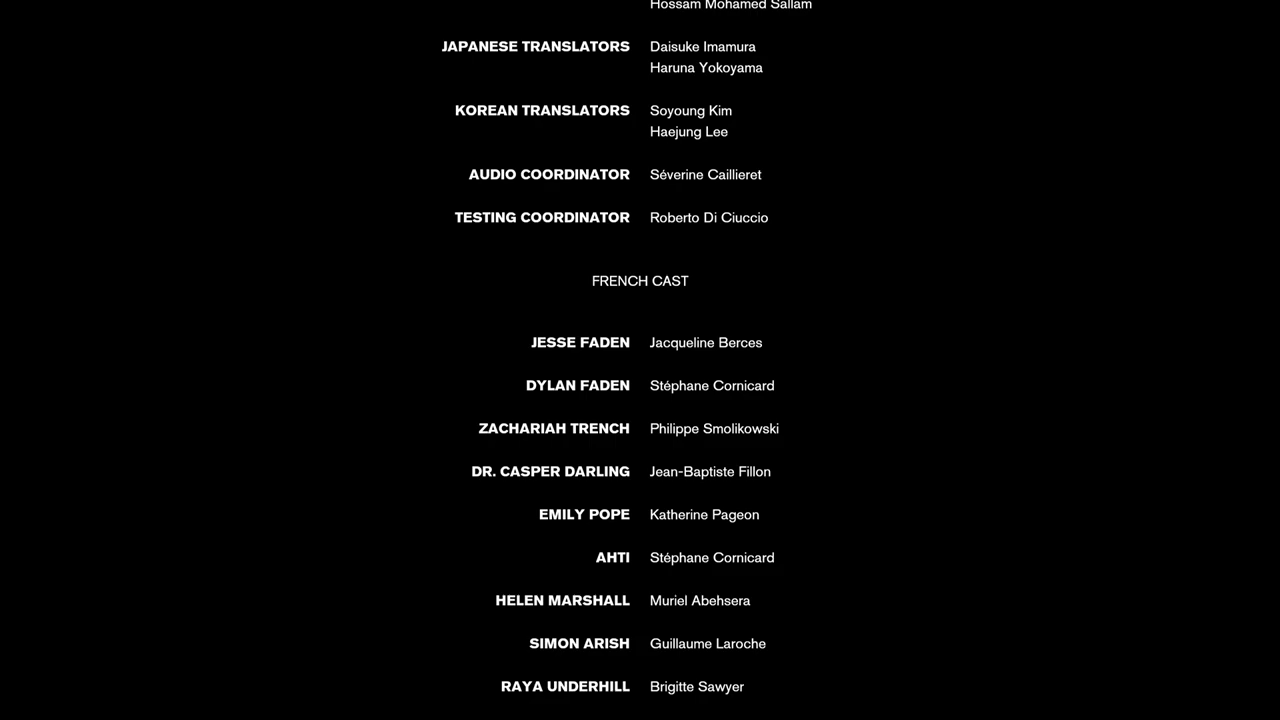 Hossam Mohamed Sallam
JAPANESE TRANSLATORS Daisuke Imamura
Haruna Yokoyama
KOREAN TRANSLATORS Soyoung Kim
Haejung Lee
AUDIO COORDINATOR Séverine Caillieret
TESTING COORDINATOR Roberto Di Ciuccio
FRENCH CAST
JESSE FADEN Jacqueline Berces
DYLAN FADEN Stéphane Cornicard
ZACHARIAH TRENCH Philippe Smolikowski
DR. CASPER DARLING Jean-Baptiste Fillon
EMILY POPE Katherine Pageon
AHTI Stéphane Cornicard
HELEN MARSHALL Muriel Abehsera
SIMON ARISH Guillaume Laroche
RAYA UNDERHILL Brigitte Sawyer